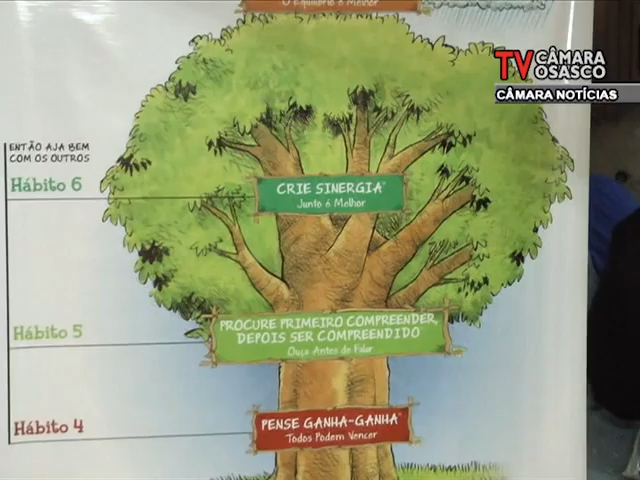 O Equilíbrio é Melhor
TV CÂMARA
OSASCO
CÂMARA NOTÍCIAS
ENTÃO AJA BEM
COM OS OUTROS
Hábito 6
CRIE SINERGIA®
Junto é Melhor
Hábito 5
PROCURE PRIMEIRO COMPREENDER,
DEPOIS SER COMPREENDIDO
Ouça Antes de Falar
Hábito 4
PENSE GANHA-GANHA®
Todos Podem Vencer